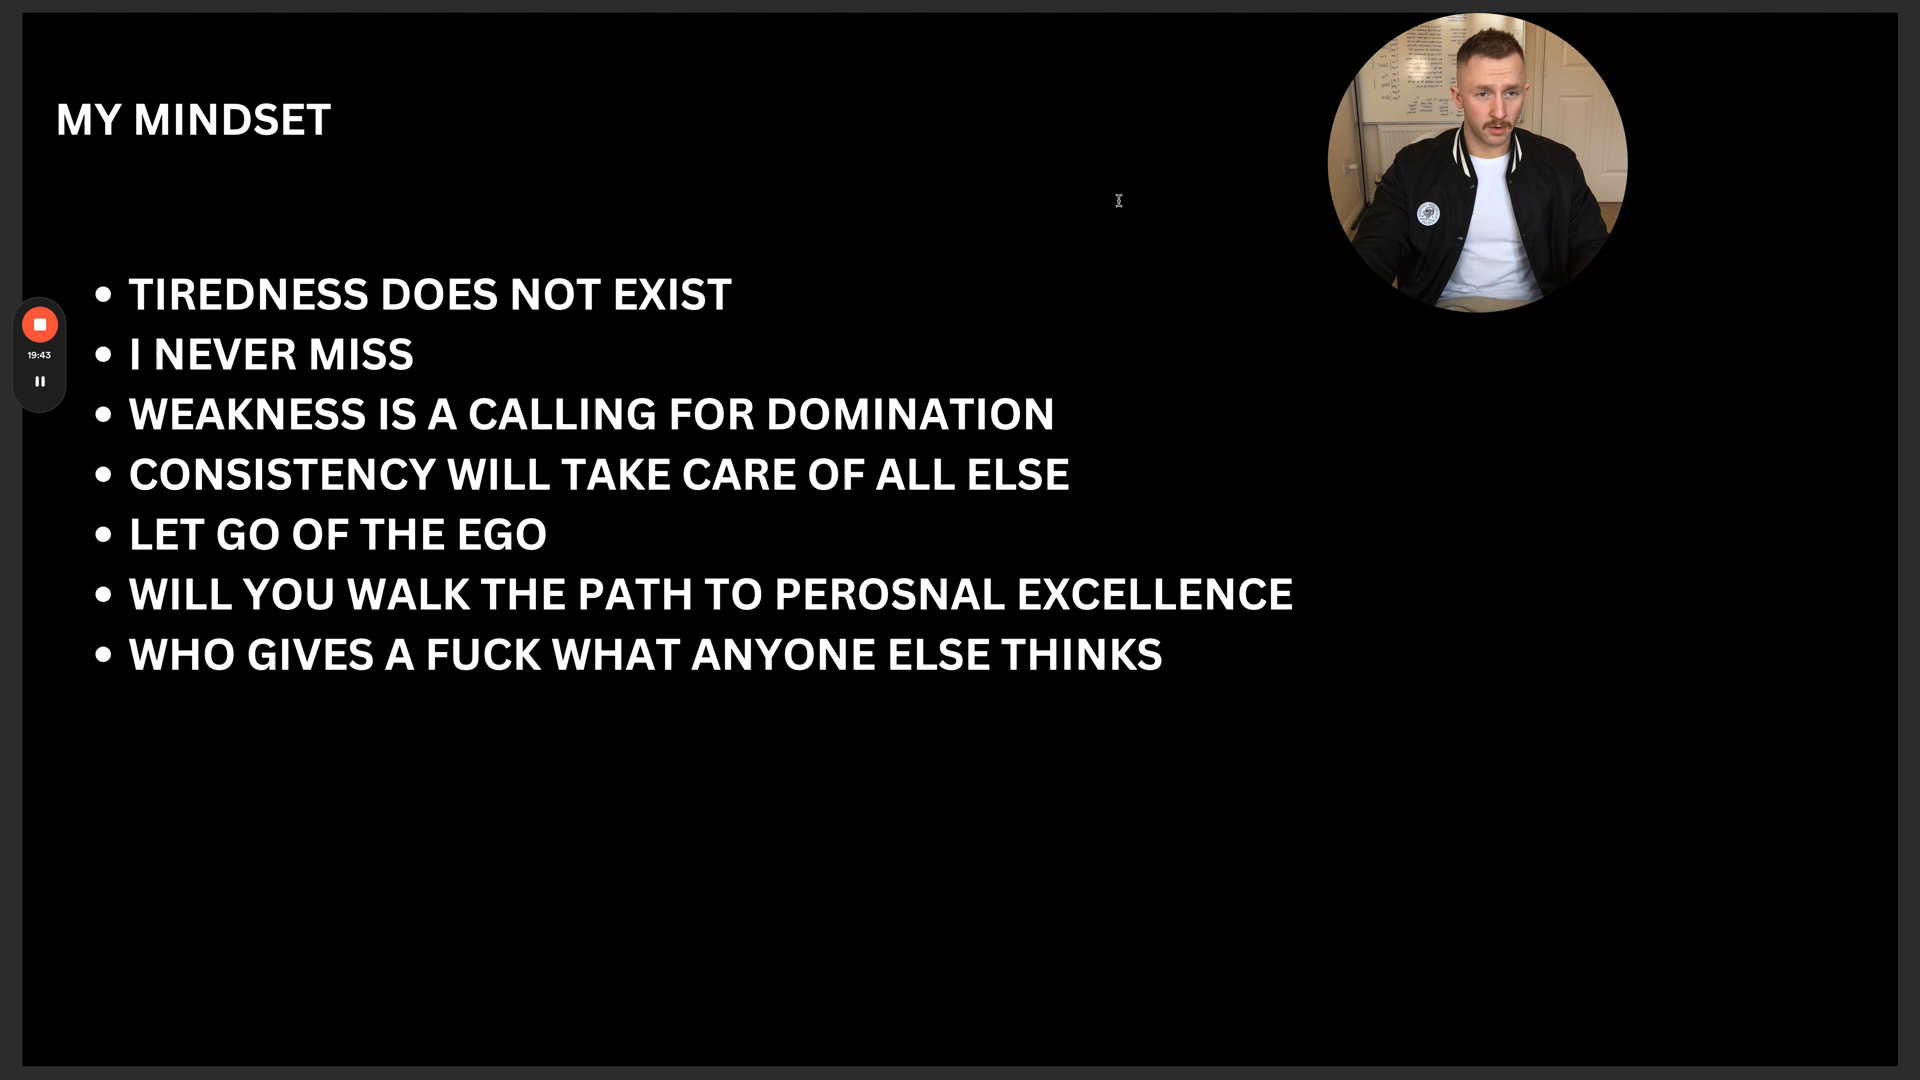 MY MINDSET
• TIREDNESS DOES NOT EXIST
• I NEVER MISS
• WEAKNESS IS A CALLING FOR DOMINATION
• CONSISTENCY WILL TAKE CARE OF ALL ELSE
• LET GO OF THE EGO
• WILL YOU WALK THE PATH TO PEROSNAL EXCELLENCE
• WHO GIVES A FUCK WHAT ANYONE ELSE THINKS
19:43